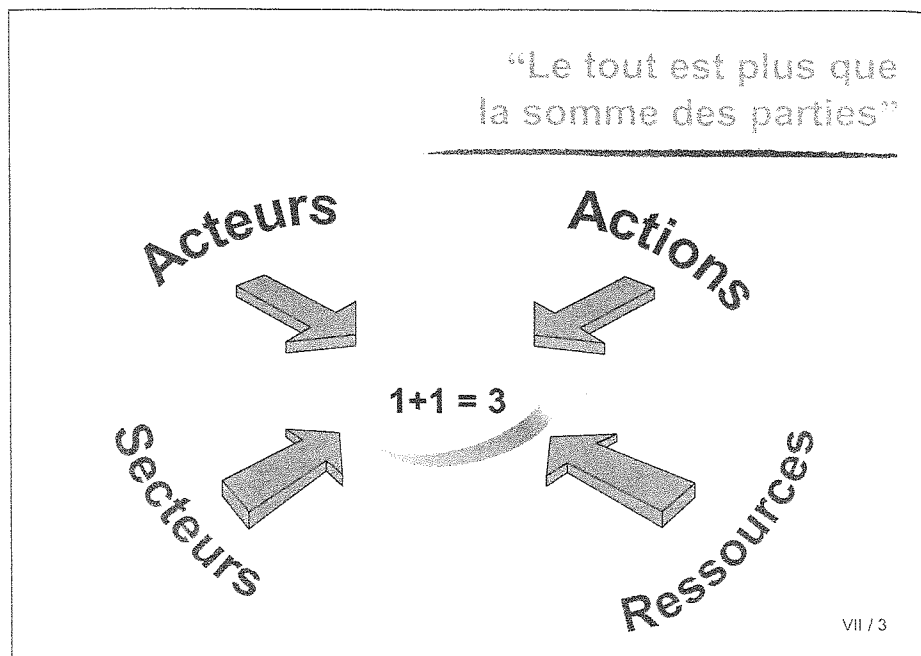 “Le tout est plus que
la somme des parties”
Acteurs
Actions
1+1 = 3
Secteurs
Ressources
VII / 3